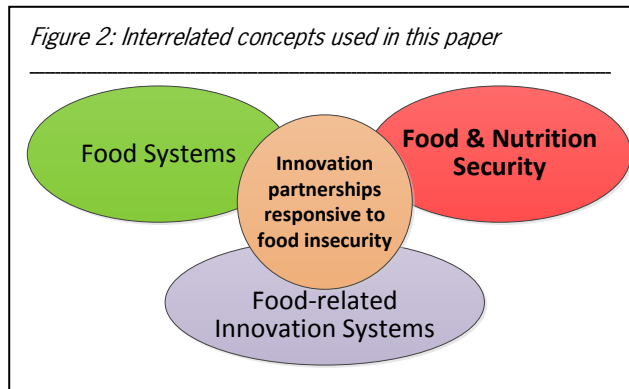 Figure 2: Interrelated concepts used in this paper
Food Systems
Food & Nutrition
Security
Innovation
partnerships
responsive to
food insecurity
Food-related
Innovation Systems